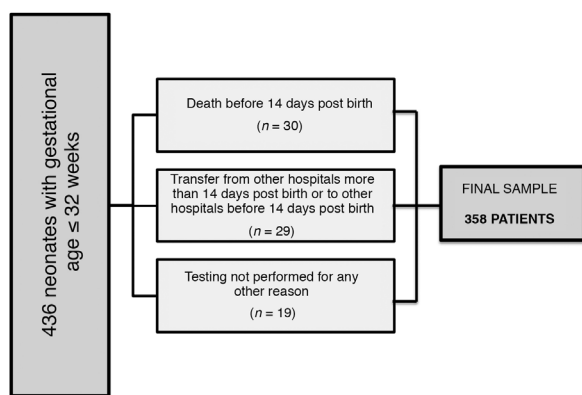 436 neonates with gestational
age ≤ 32 weeks
Death before 14 days post birth
(n = 30)
Transfer from other hospitals more
than 14 days post birth or to other
hospitals before 14 days post birth
(n = 29)
Testing not performed for any
other reason
(n = 19)
FINAL SAMPLE
358 PATIENTS